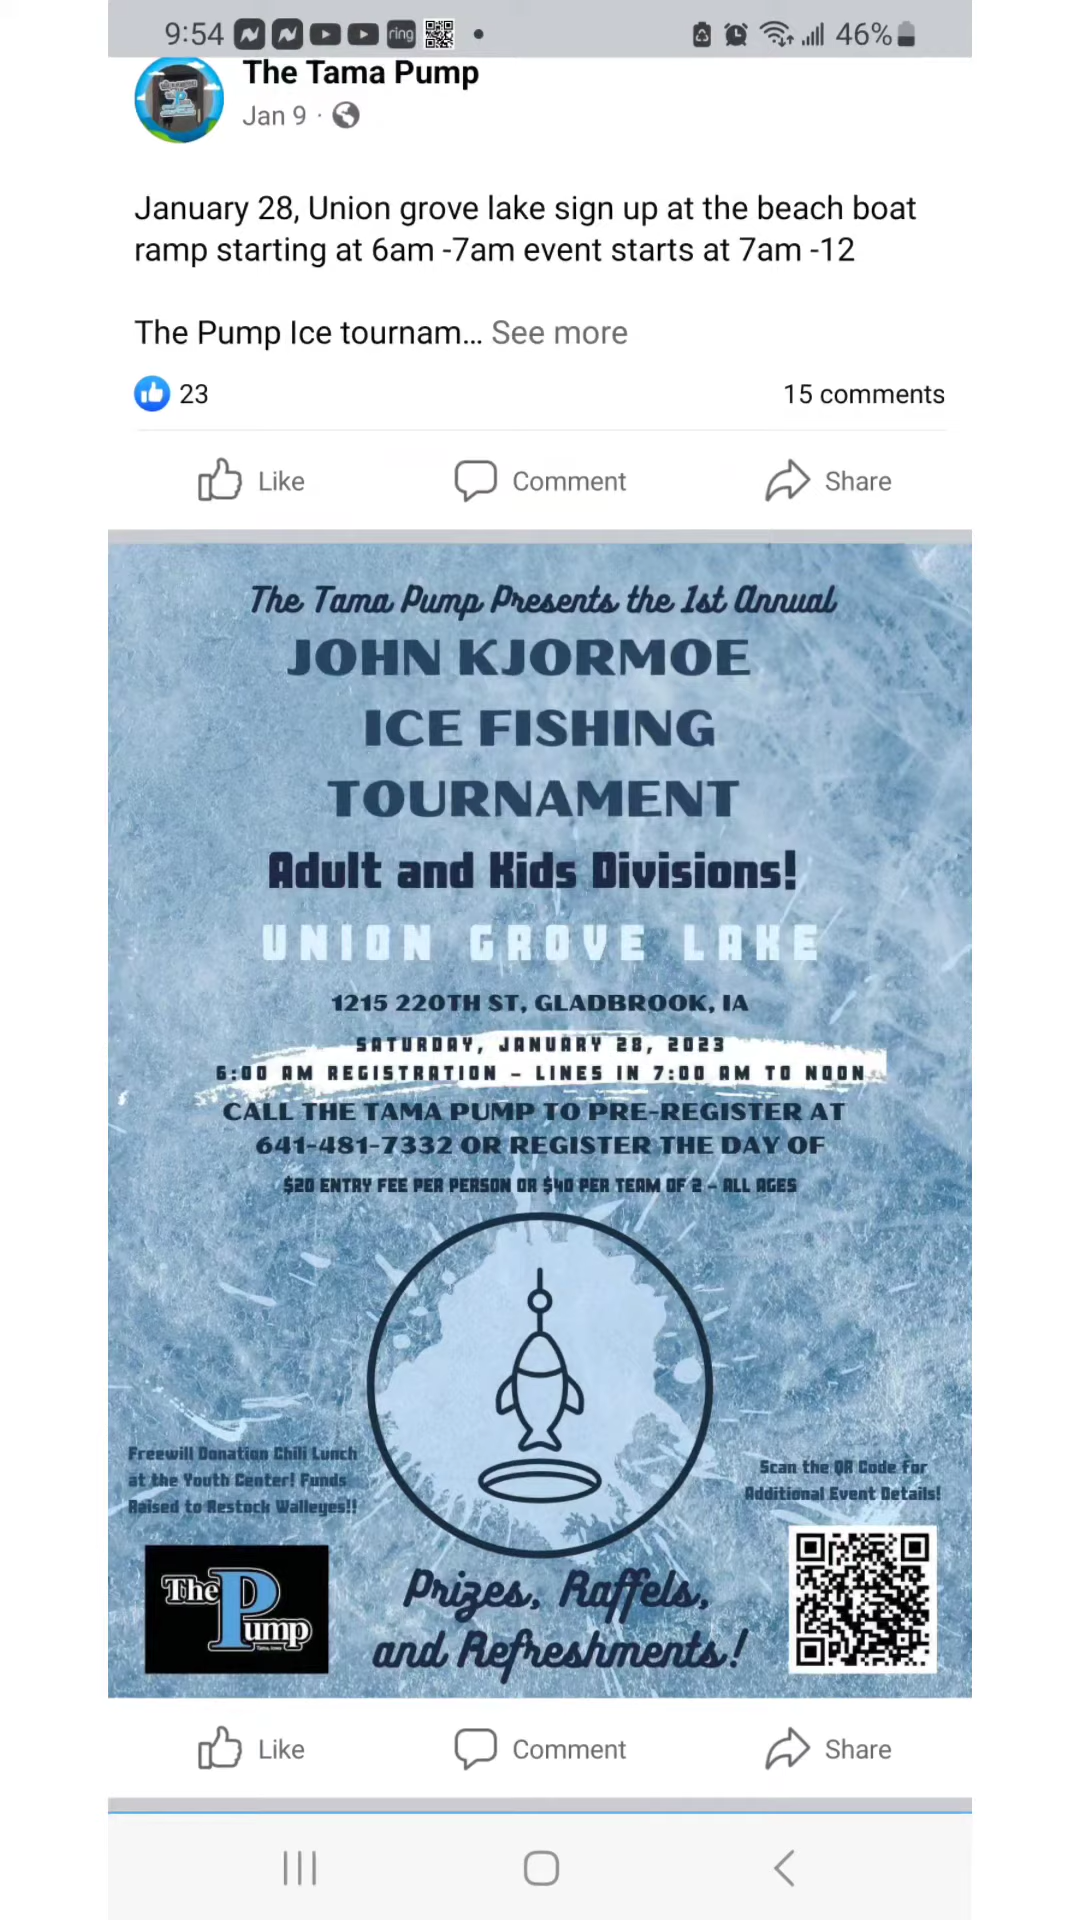 9:54 ring 46%
The Tama Pump
Jan 9 ·
January 28, Union grove lake sign up at the beach boat
ramp starting at 6am -7am event starts at 7am -12
The Pump Ice tournam... See more
23 15 comments
Like Comment Share
The Tama Pump Presents the 1st Annual
JOHN KJORMOE
ICE FISHING
TOURNAMENT
Adult and Kids Divisions!
UNION GROVE LAKE
1215 220TH ST, GLADBROOK, IA
SATURDAY, JANUARY 28, 2023
6:00 AM REGISTRATION - LINES IN 7:00 AM TO NOON
CALL THE TAMA PUMP TO PRE-REGISTER AT
641-481-7332 OR REGISTER THE DAY OF
$20 ENTRY FEE PER PERSON OR $40 PER TEAM OF 2 - ALL AGES
Freewill Donation Chili Lunch
at the Youth Center! Funds
Raised to Restock Walleyes!!
Scan the QR Code for
Additional Event Details!
The Pump
Prizes, Raffels,
and Refreshments!
Like Comment Share